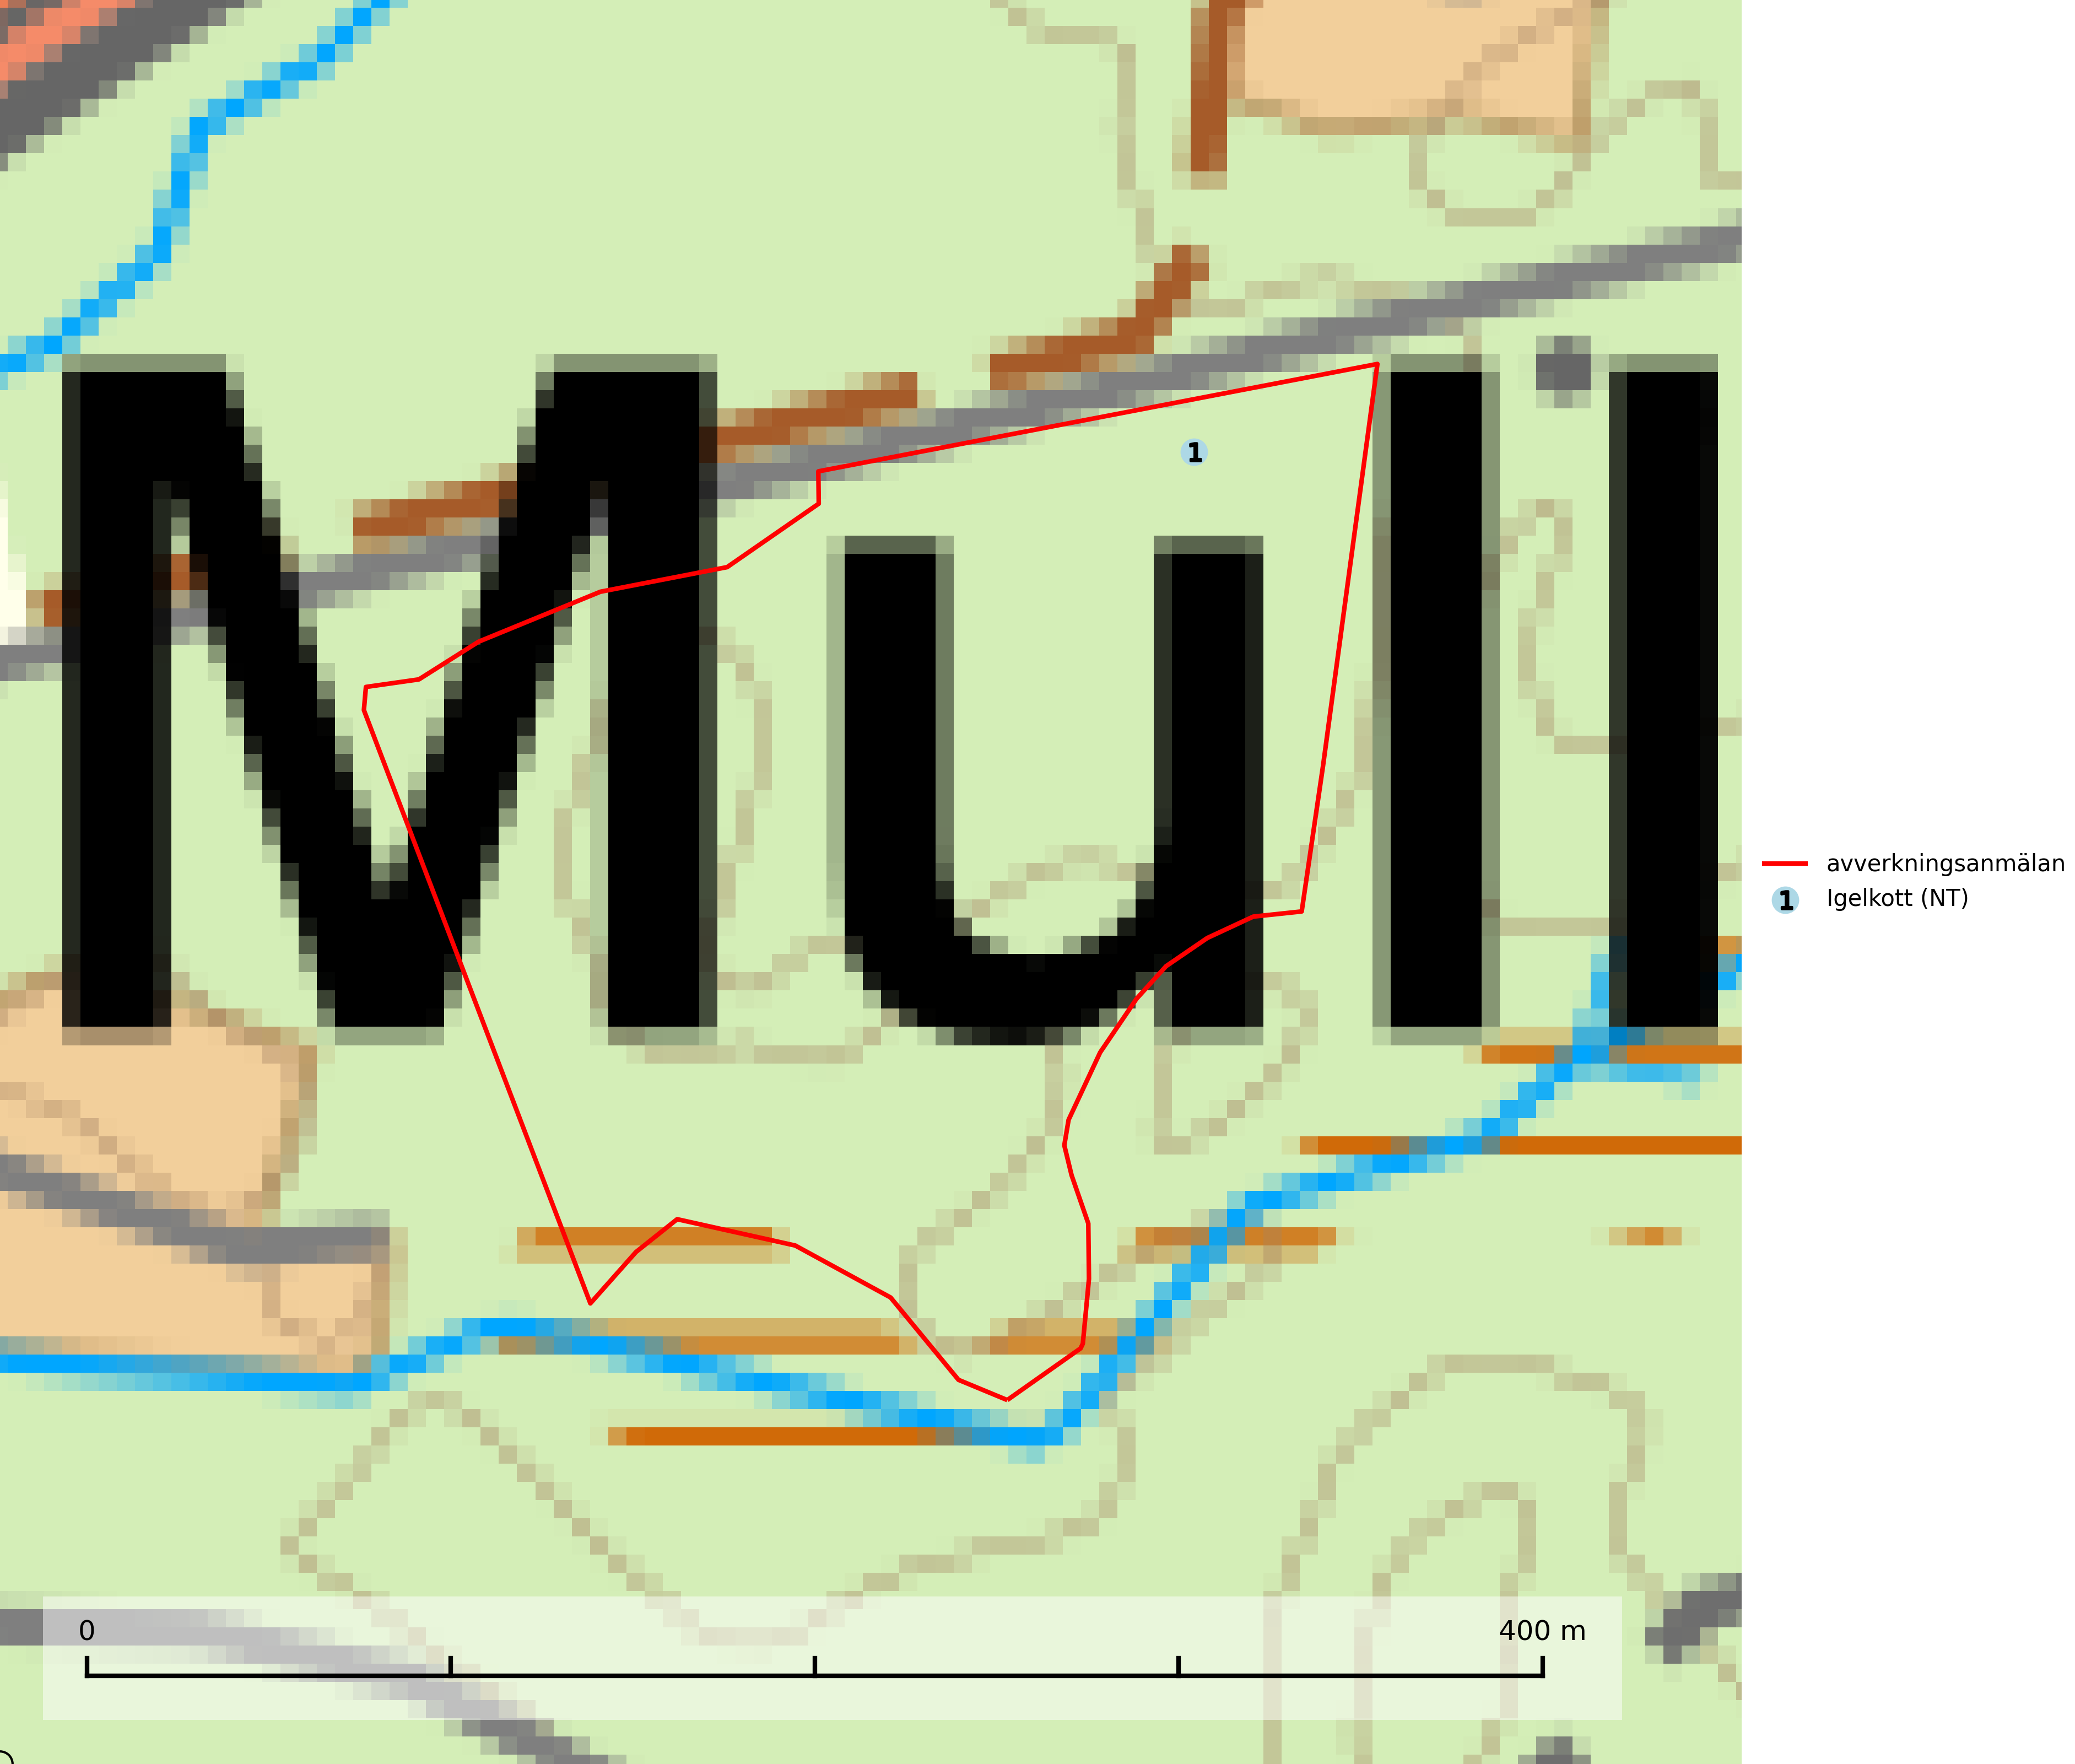 Mull
1
avverkningsanmälan
1 Igelkott (NT)
0 400 m